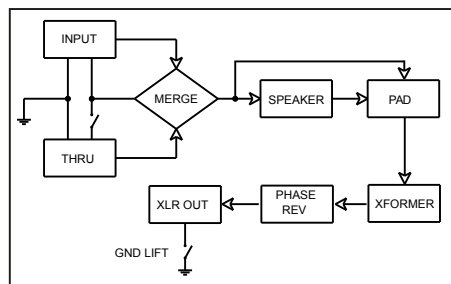 INPUT
MERGE
SPEAKER
PAD
THRU
XLR OUT
PHASE
REV
XFORMER
GND LIFT